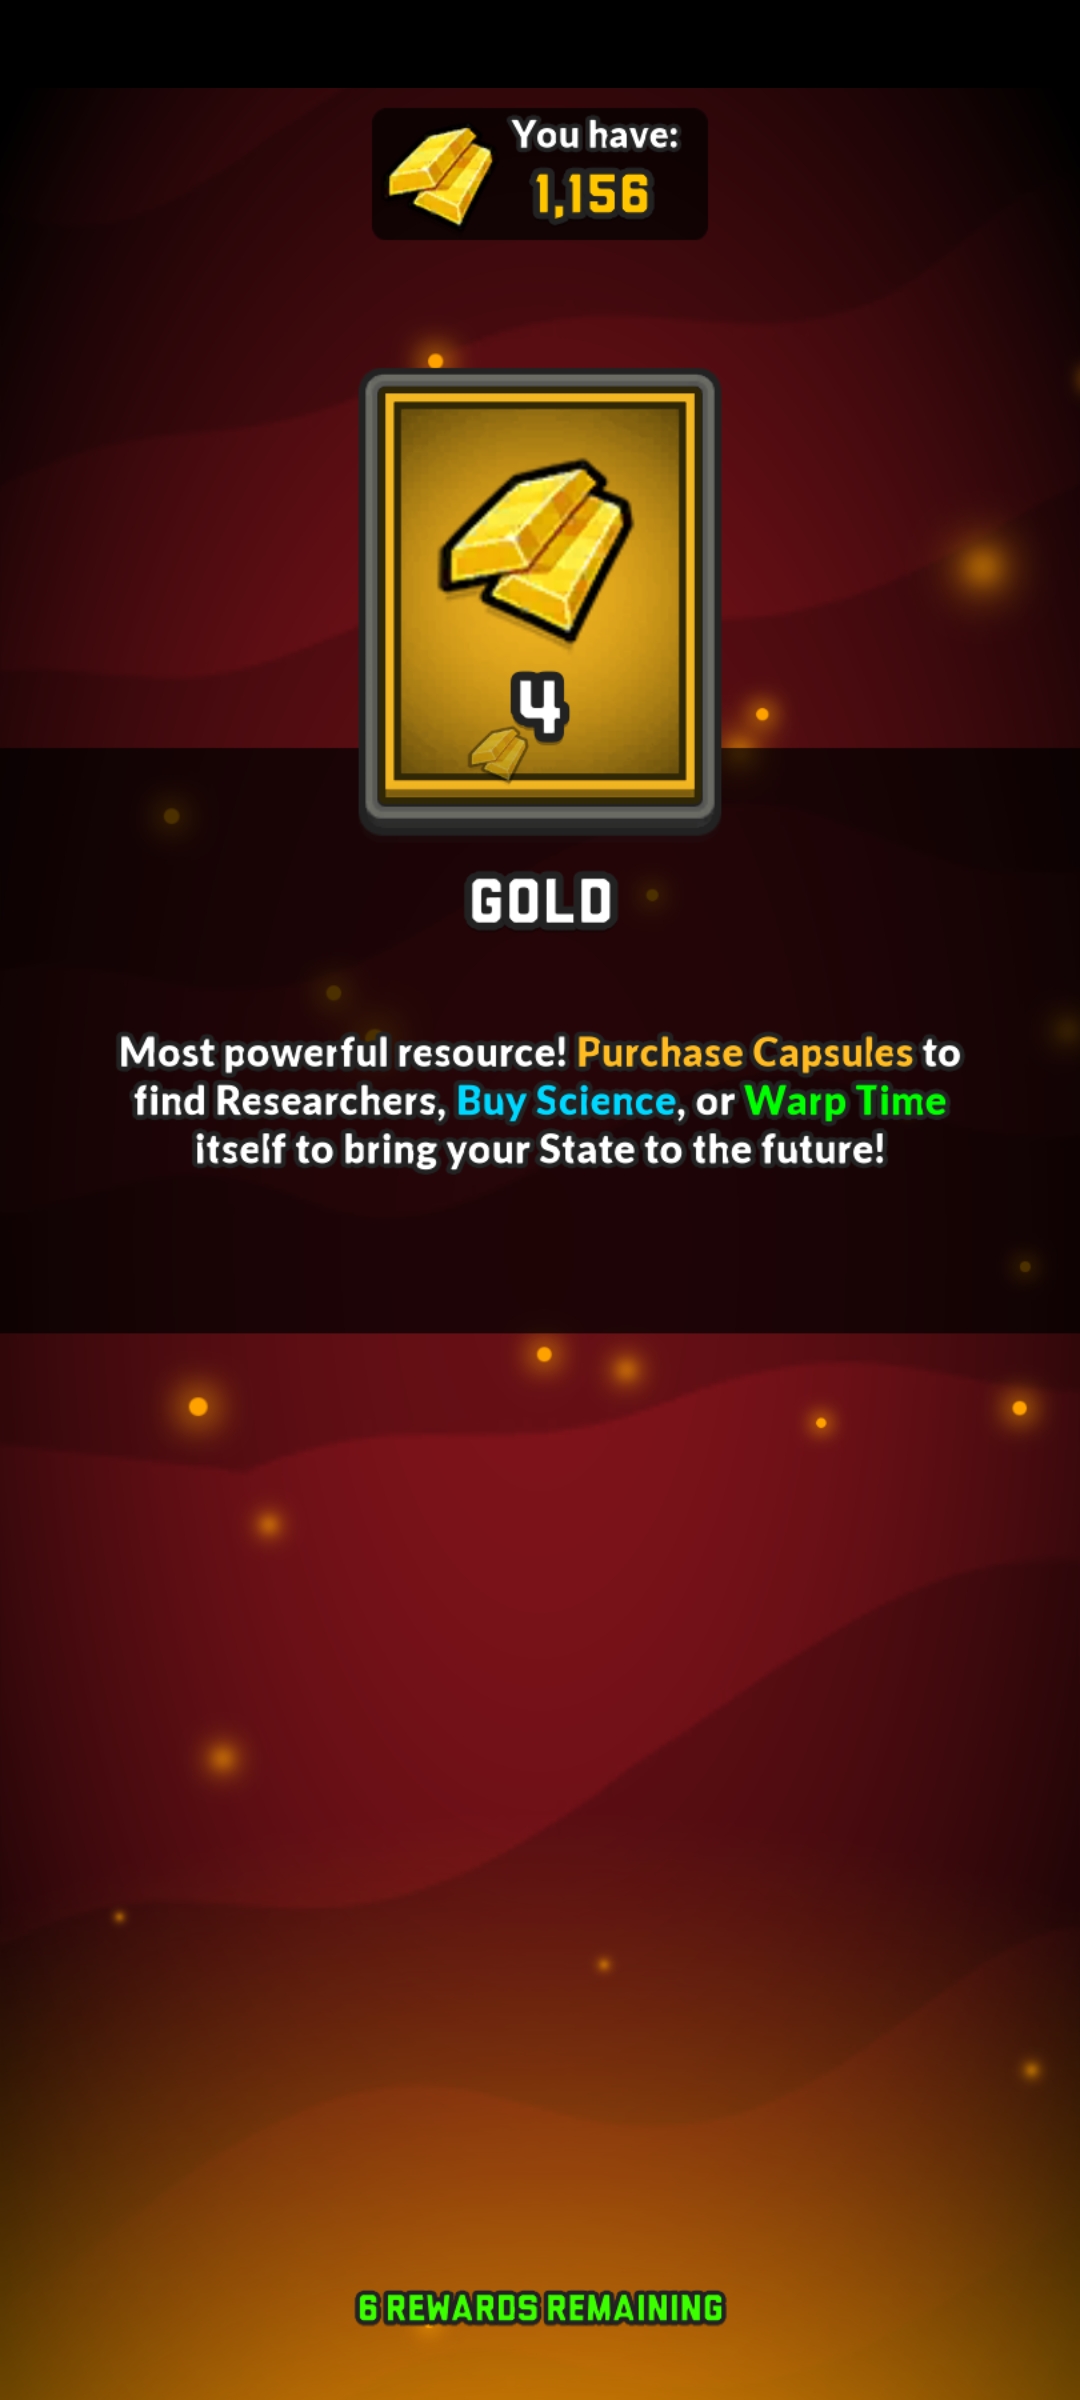 You have:
1,156
4
GOLD
Most powerful resource! Purchase Capsules to
find Researchers, Buy Science, or Warp Time
itself to bring your State to the future!
6 REWARDS REMAINING